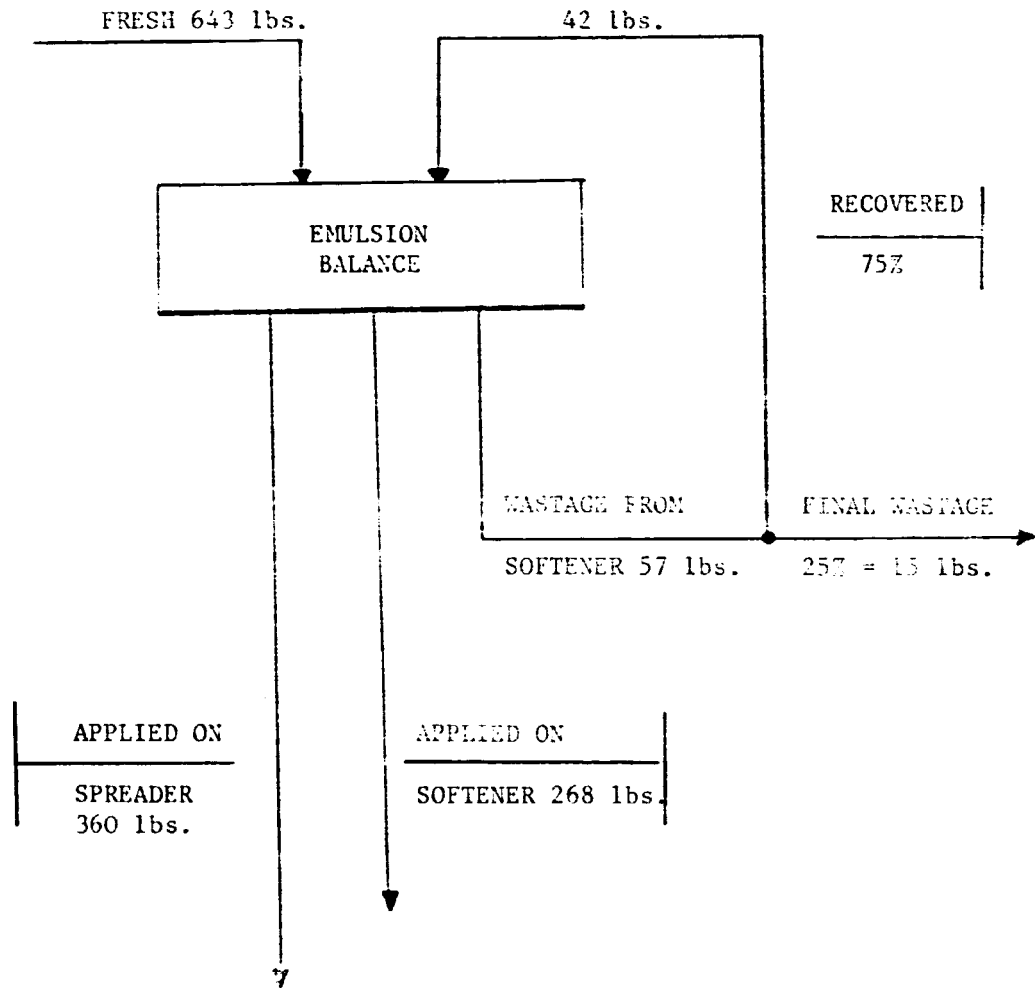 FRESH 643 lbs.
42 lbs.
EMULSION
BALANCE
RECOVERED
75%
WASTAGE FROM
SOFTENER 57 lbs.
FINAL WASTAGE
25% = 15 lbs.
APPLIED ON
SPREADER
360 lbs.
APPLIED ON
SOFTENER 268 lbs.